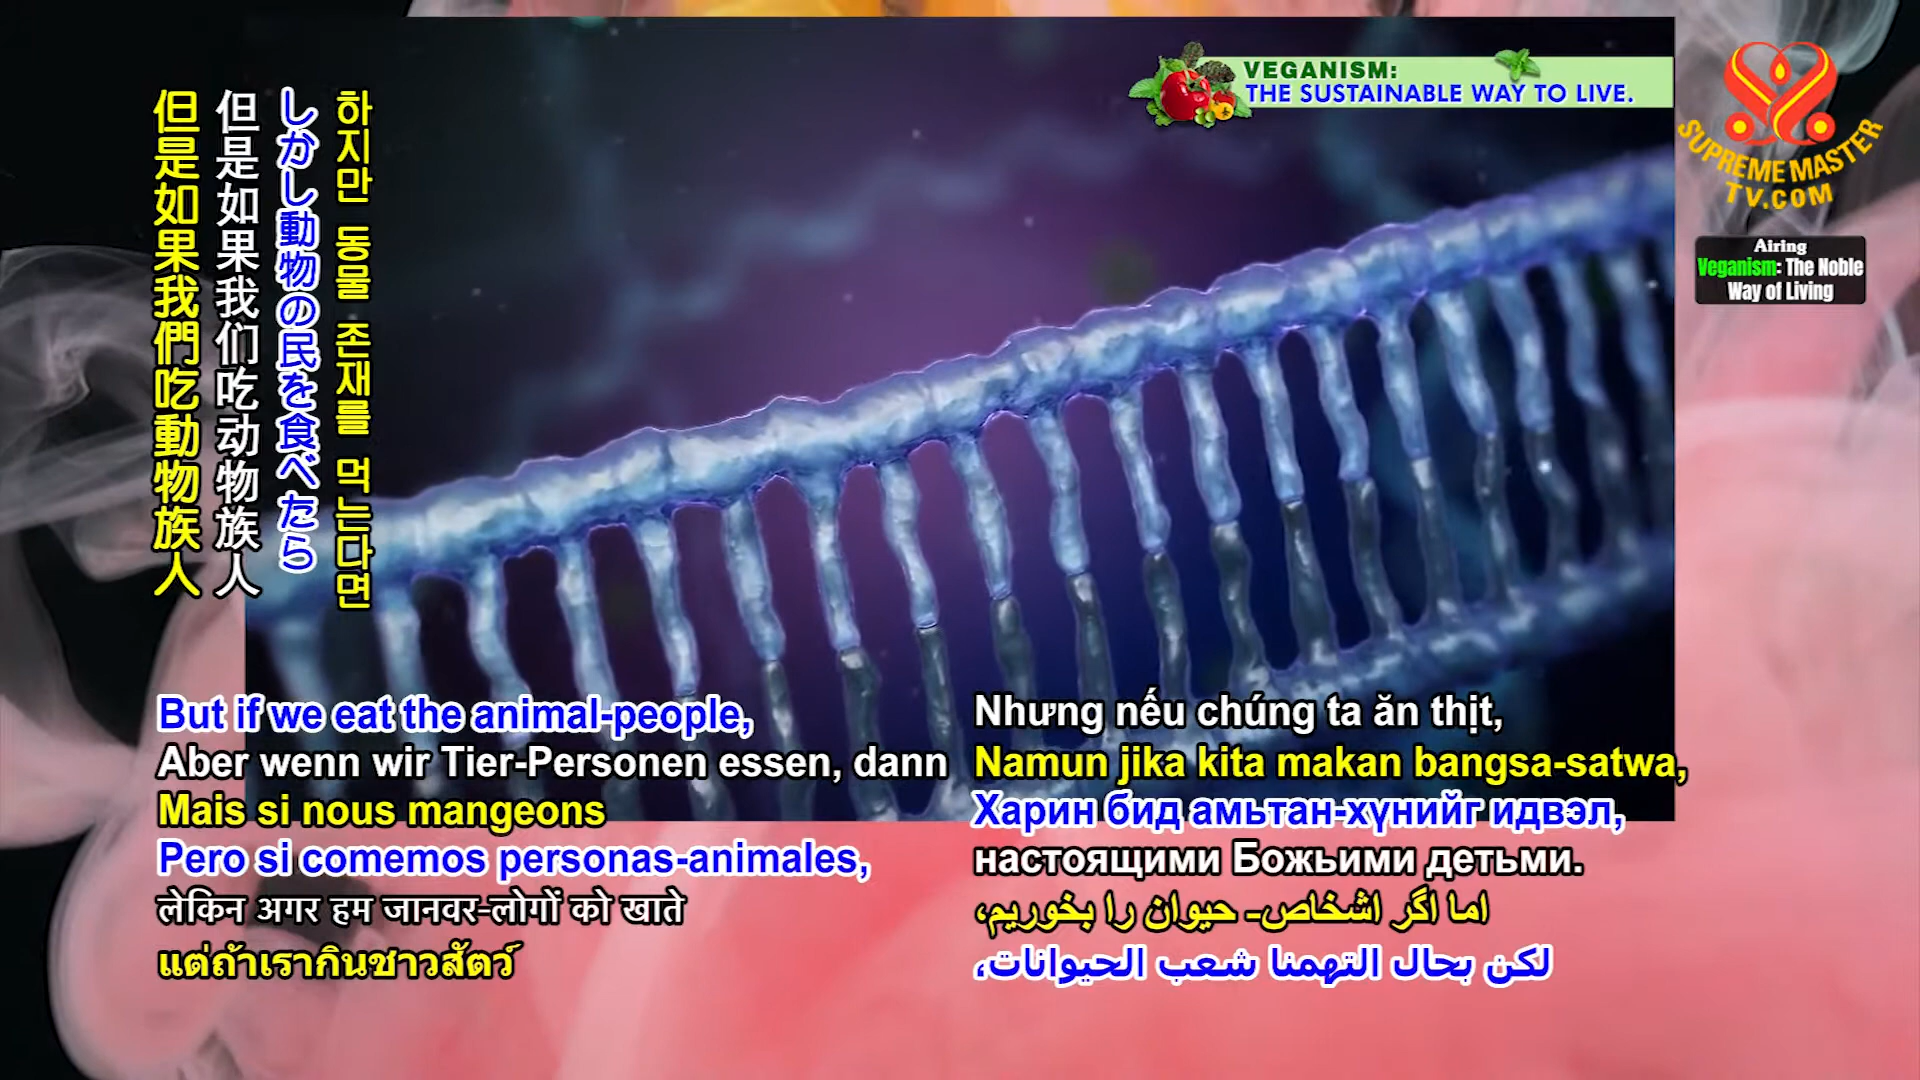 VEGANISM:
THE SUSTAINABLE WAY TO LIVE.
SUPREME MASTER
TV.COM
Airing
Veganism: The Noble
Way of Living
하지만 동물 존재를 먹는다면
しかし動物の民を食べたら
但是如果我们吃动物族人
但是如果我們吃動物族人
But if we eat the animal-people,
Aber wenn wir Tier-Personen essen, dann
Mais si nous mangeons
Pero si comemos personas-animales,
लेकिन अगर हम जानवर-लोगों को खाते
แต่ถ้าเรากินชาวสัตว์
Nhưng nếu chúng ta ăn thịt,
Namun jika kita makan bangsa-satwa,
Харин бид амьтан-хүнийг идвэл,
настоящими Божьими детьми.
اما اگر اشخاص- حیوان را بخوریم،
لكن بحال التهمنا شعب الحيوانات،